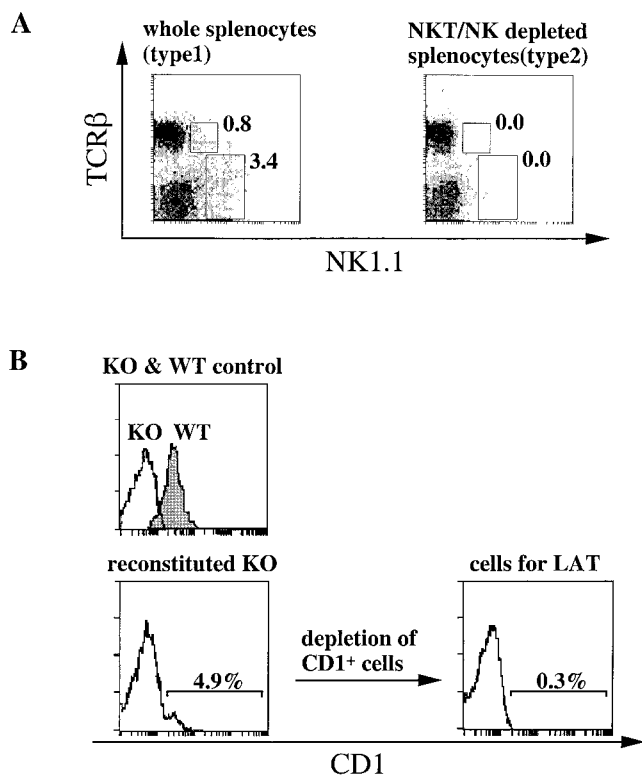 A
whole splenocytes
(type1)
NKT/NK depleted
splenocytes(type2)
TCRβ
0.8
3.4
0.0
0.0
NK1.1
B
KO & WT control
KO WT
reconstituted KO
cells for LAT
4.9%
depletion of
CD1⁺ cells
0.3%
CD1